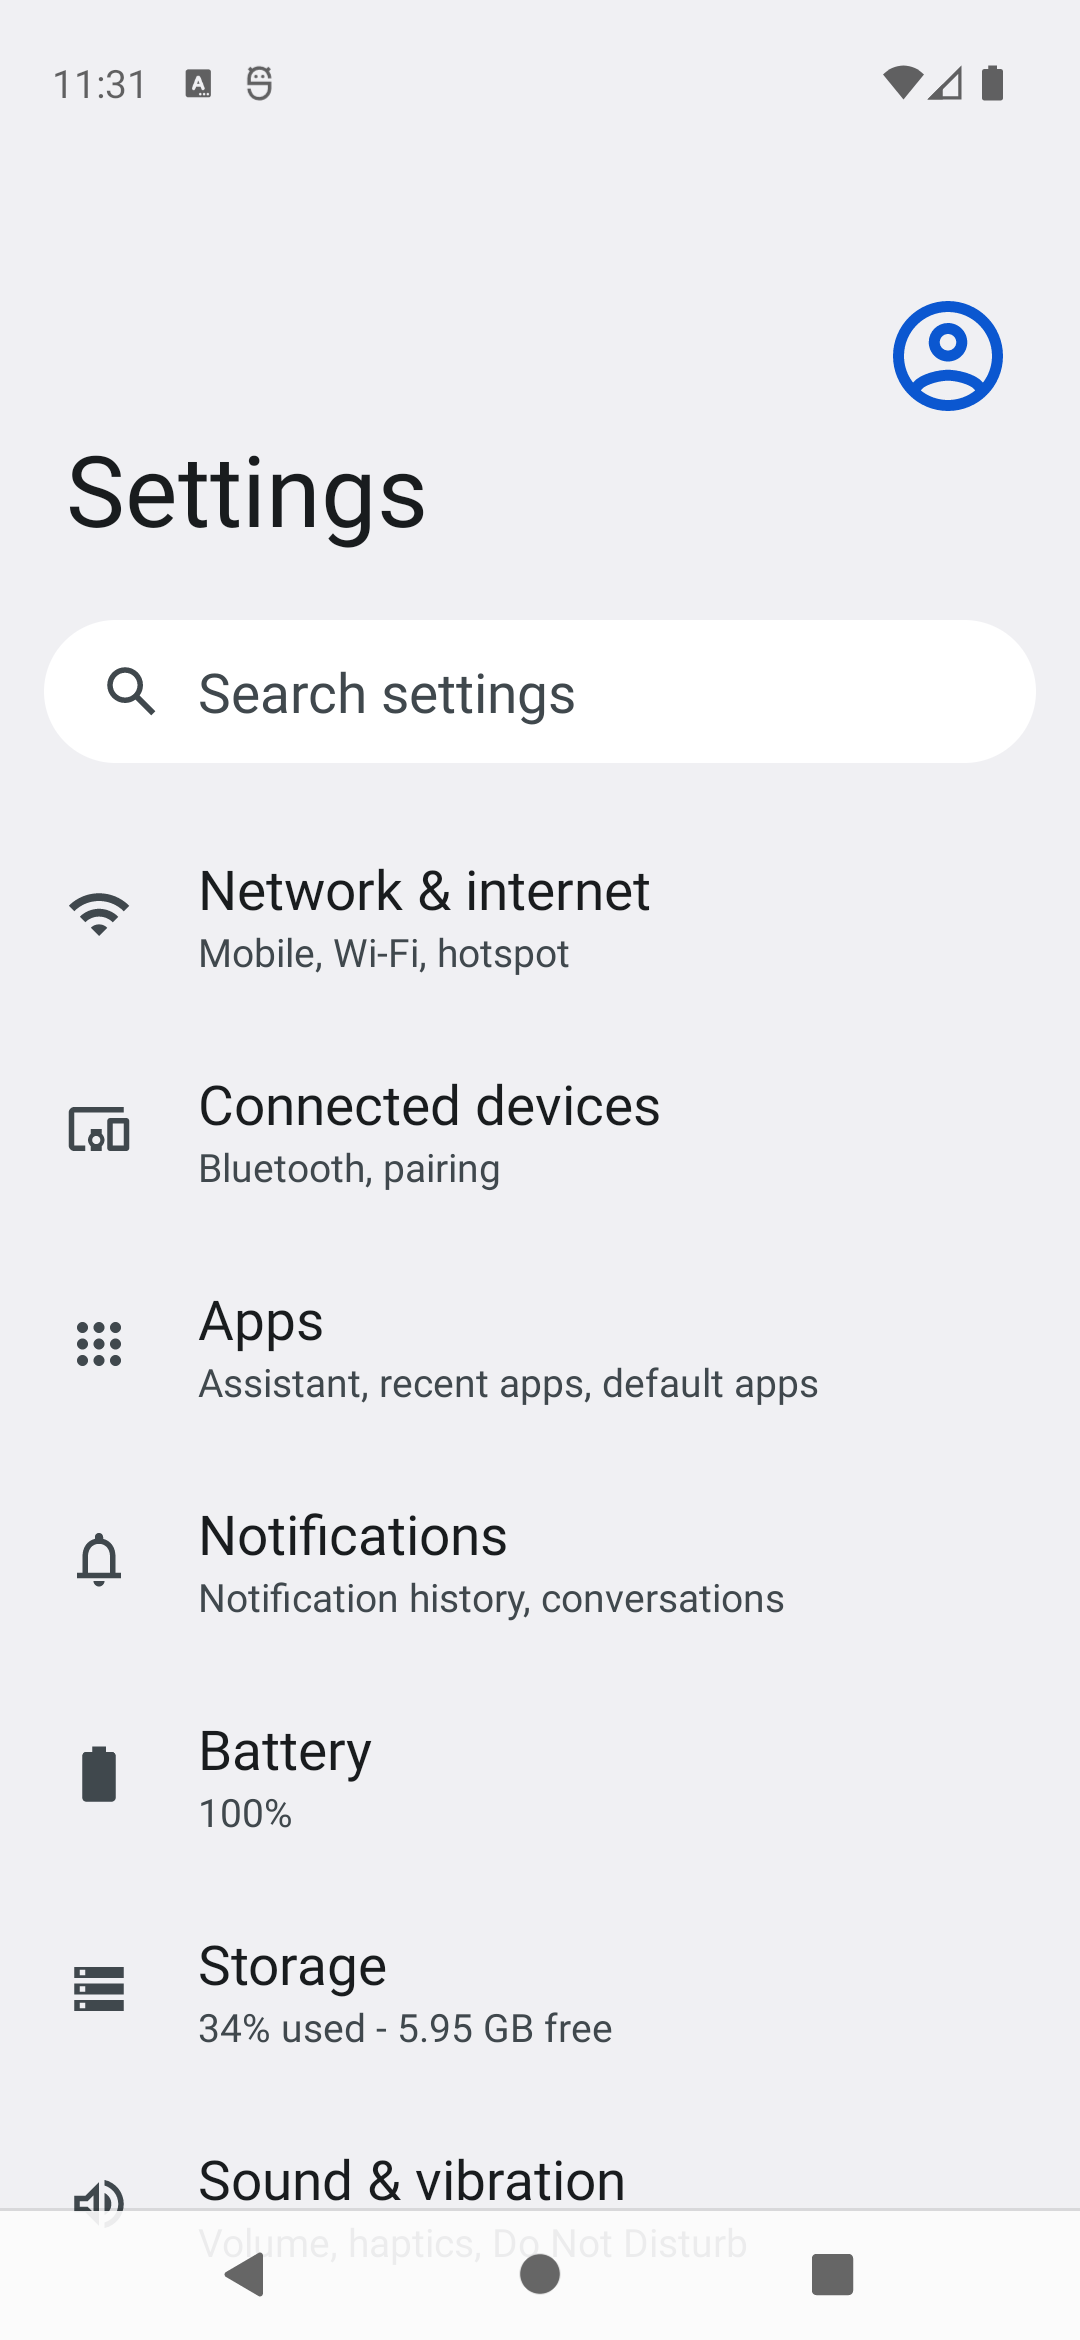 11:31
Settings
Search settings
Network & internet
Mobile, Wi-Fi, hotspot
Connected devices
Bluetooth, pairing
Apps
Assistant, recent apps, default apps
Notifications
Notification history, conversations
Battery
100%
Storage
34% used - 5.95 GB free
Sound & vibration
Volume, haptics, Do Not Disturb